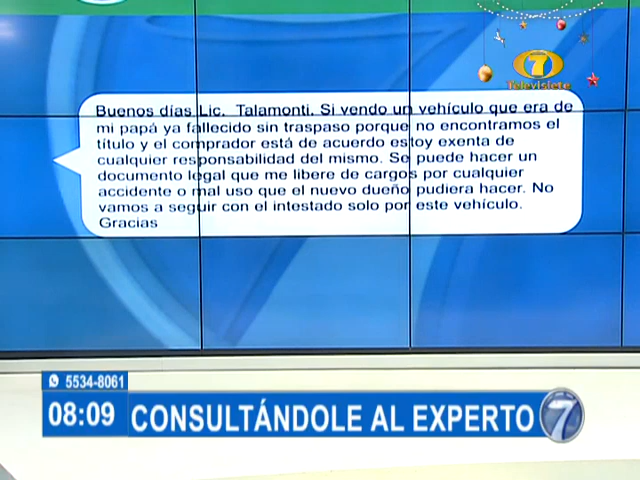 7
Televisiete
Buenos días Lic. Talamonti. Si vendo un vehículo que era de
mi papá ya fallecido sin traspaso porque no encontramos el
título y el comprador está de acuerdo estoy exenta de
cualquier responsabilidad del mismo. Se puede hacer un
documento legal que me libere de cargos por cualquier
accidente o mal uso que el nuevo dueño pudiera hacer. No
vamos a seguir con el intestado solo por este vehículo.
Gracias
5534-8061
08:09 CONSULTÁNDOLE AL EXPERTO 7